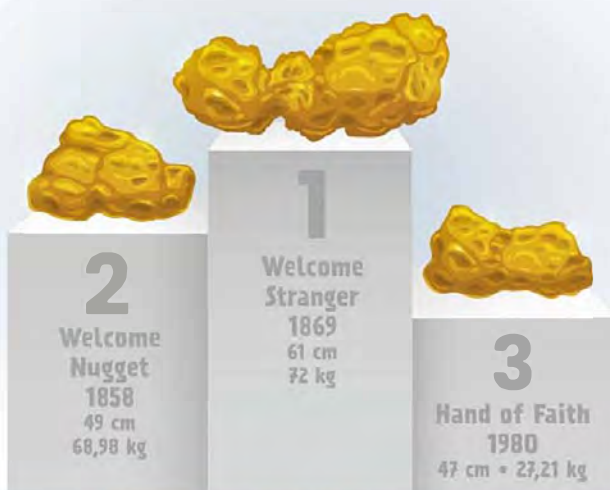 1
Welcome
Stranger
1869
61 cm
72 kg
2
Welcome
Nugget
1858
49 cm
68,98 kg
3
Hand of Faith
1980
47 cm • 27,21 kg